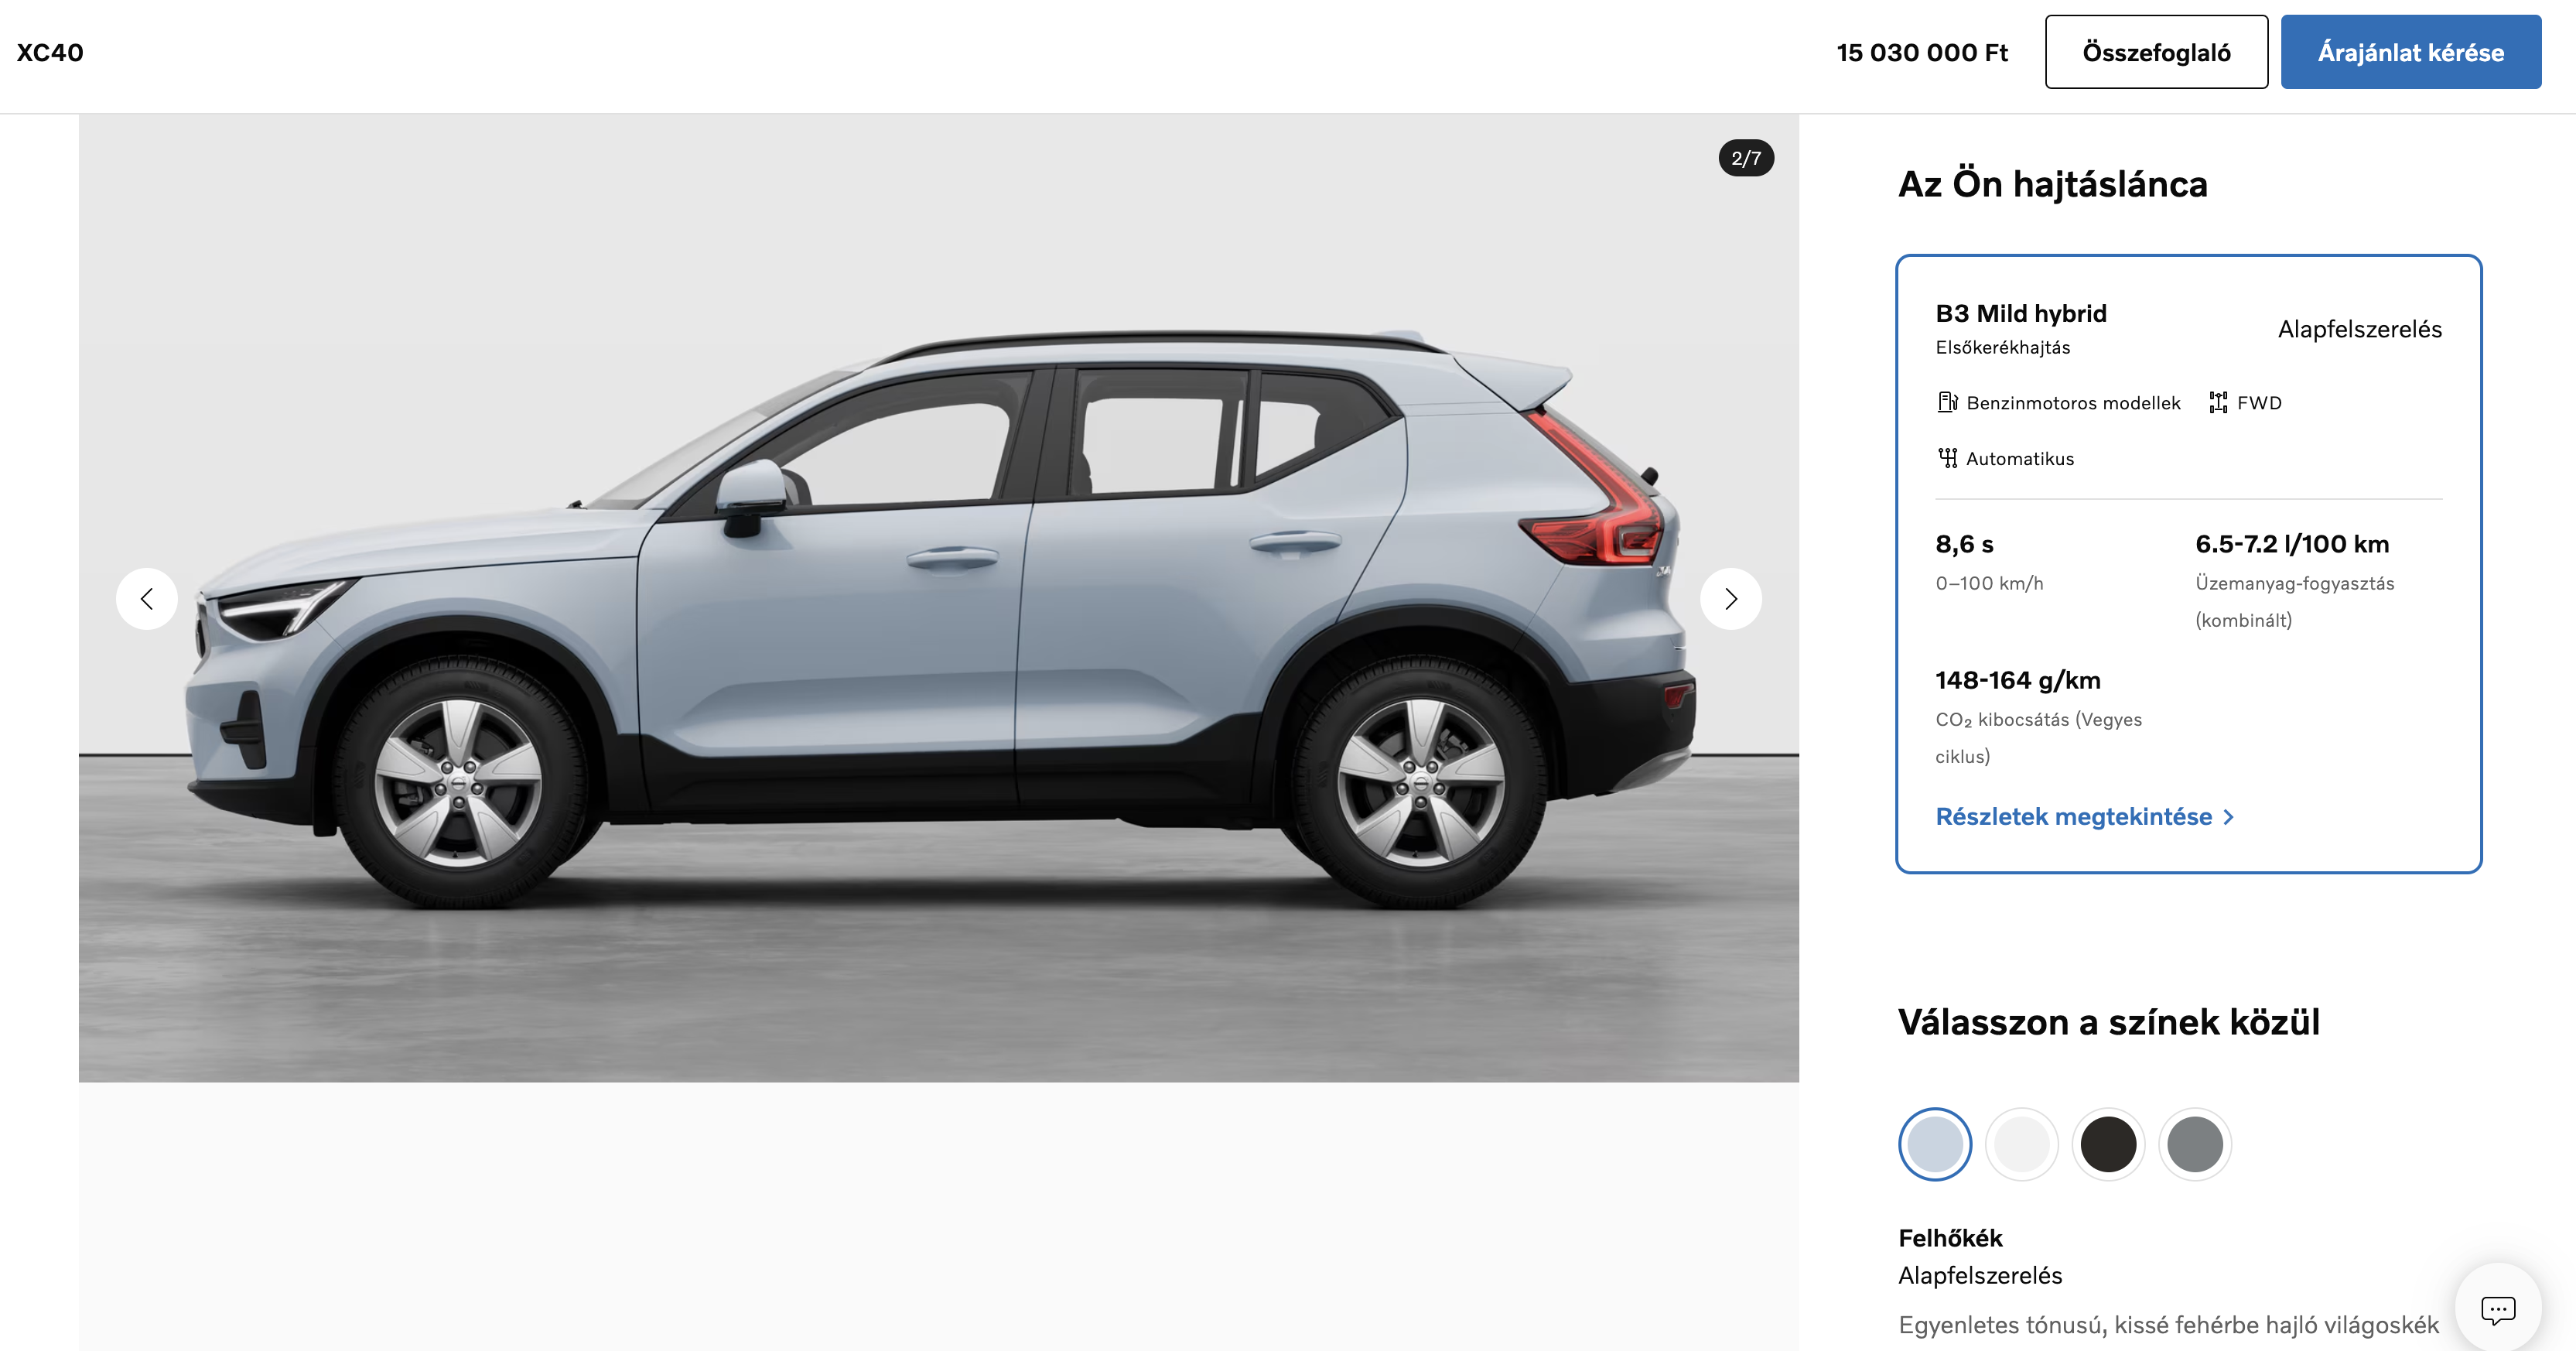 XC40
15 030 000 Ft
Összefoglaló
Árajánlat kérése
2/7
Az Ön hajtáslánca
B3 Mild hybrid
Elsőkerékhajtás
Alapfelszerelés
Benzinmotoros modellek
FWD
Automatikus
8,6 s
0–100 km/h
6.5-7.2 l/100 km
Üzemanyag-fogyasztás
(kombinált)
148-164 g/km
CO₂ kibocsátás (Vegyes
ciklus)
Részletek megtekintése
Válasszon a színek közül
Felhőkék
Alapfelszerelés
Egyenletes tónusú, kissé fehérbe hajló világoskék